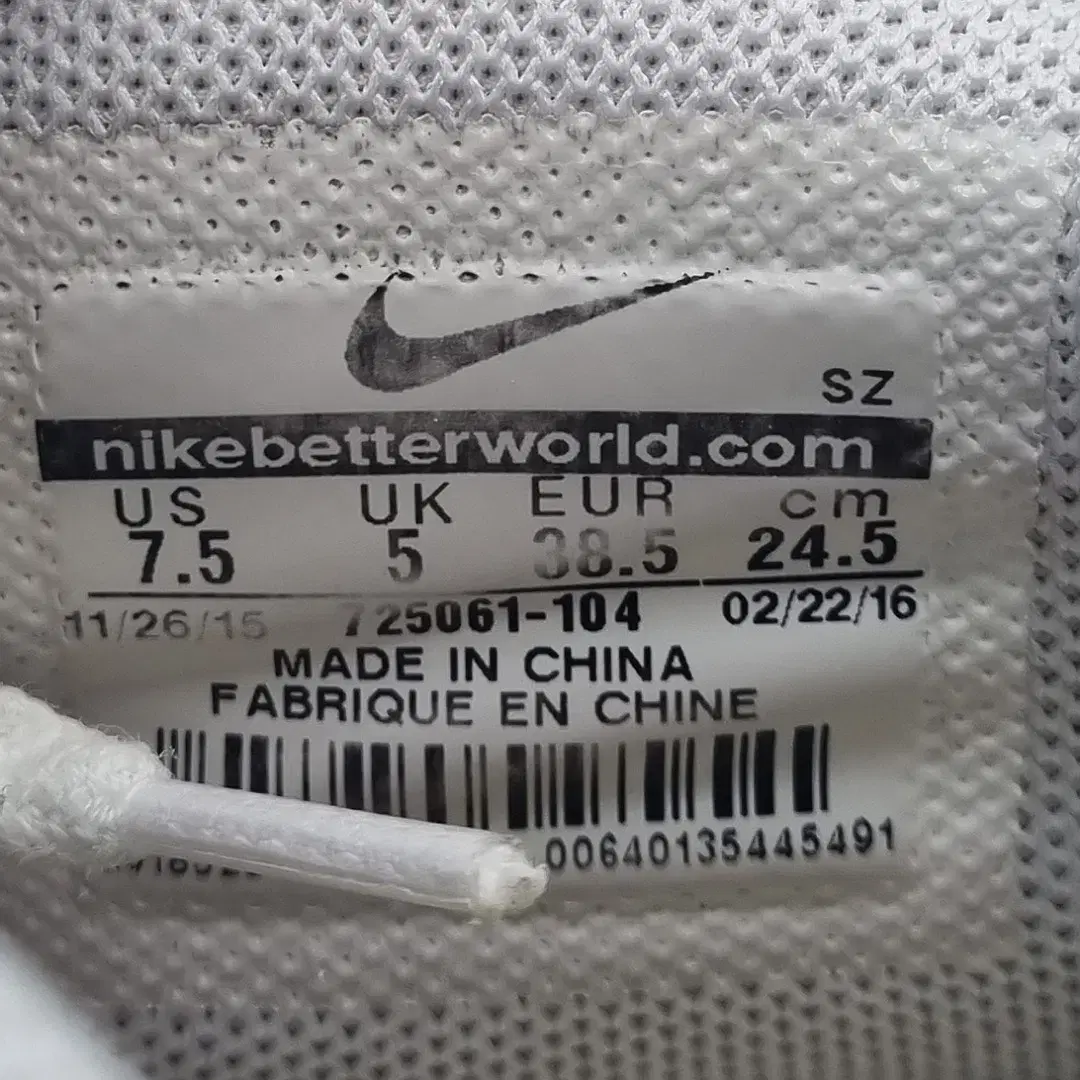 SZ
nikebetterworld.com
US UK EUR cm
7.5 5 38.5 24.5
11/26/15 725061-104 02/22/16
MADE IN CHINA
FABRIQUE EN CHINE
00640135445491